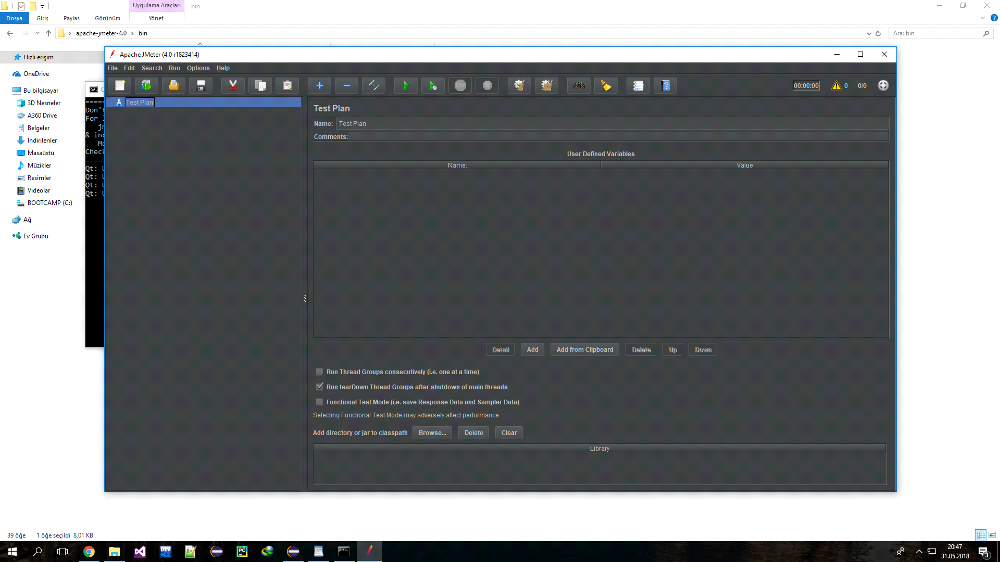 Uygulama Araçları
bin
Dosya
Giriş
Paylaş
Görünüm
Yönet
apache-jmeter-4.0 › bin
Ara: bin
Hızlı erişim
OneDrive
Bu bilgisayar
3D Nesneler
A360 Drive
Belgeler
İndirilenler
Masaüstü
Müzikler
Resimler
Videolar
BOOTCAMP (C:)
Ağ
Ev Grubu
Don't
For
& inc
Check
Qt:
Qt:
Qt:
Qt:
Apache JMeter (4.0 r1823414)
File Edit Search Run Options Help
00:00:00
0
0/0
Test Plan
Test Plan
Name: Test Plan
Comments:
User Defined Variables
Name:
Value
Detail
Add
Add from Clipboard
Delete
Up
Down
Run Thread Groups consecutively (i.e. one at a time)
Run tearDown Thread Groups after shutdown of main threads
Functional Test Mode (i.e. save Response Data and Sampler Data)
Selecting Functional Test Mode may adversely affect performance.
Add directory or jar to classpath
Browse...
Delete
Clear
Library
39 öğe
1 öğe seçildi 8,01 KB
DEV
PC
20:47
31.05.2018
3